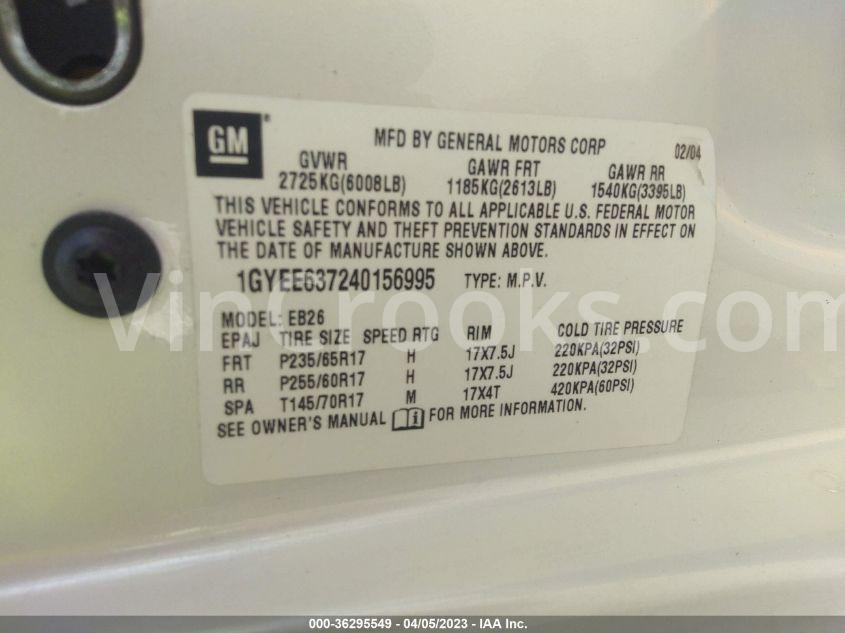 GM ®
MFD BY GENERAL MOTORS CORP 02/04
GVWR GAWR FRT GAWR RR
2725KG(6008LB) 1185KG(2613LB) 1540KG(3395LB)
THIS VEHICLE CONFORMS TO ALL APPLICABLE U.S. FEDERAL MOTOR
VEHICLE SAFETY AND THEFT PREVENTION STANDARDS IN EFFECT ON
THE DATE OF MANUFACTURE SHOWN ABOVE.
1GYEE637240156995 TYPE: M.P.V.
VinCrooks.com
MODEL: EB26
EPAJ TIRE SIZE SPEED RTG RIM COLD TIRE PRESSURE
FRT P235/65R17 H 17X7.5J 220KPA(32PSI)
RR P255/60R17 H 17X7.5J 220KPA(32PSI)
SPA T145/70R17 M 17X4T 420KPA(60PSI)
SEE OWNER'S MANUAL i FOR MORE INFORMATION.
000-36295549 - 04/05/2023 - IAA Inc.